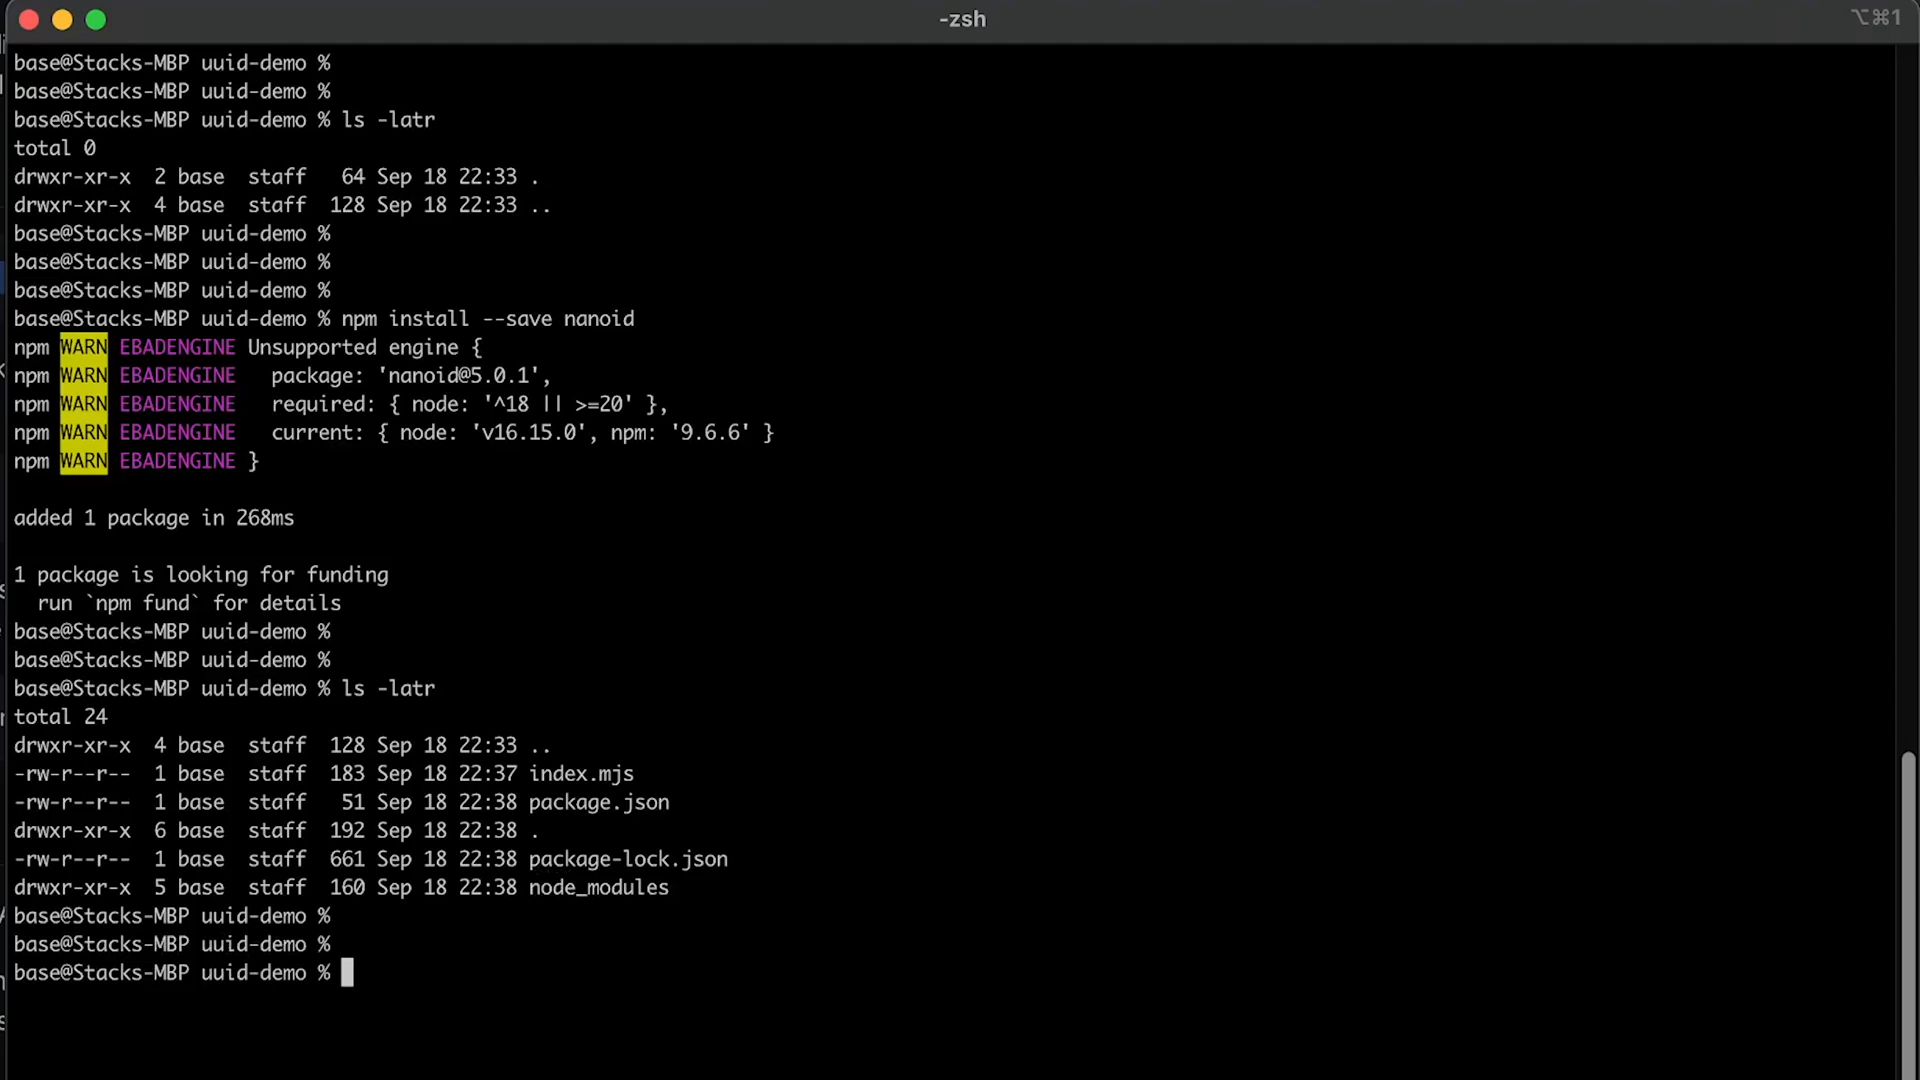 -zsh
⌥⌘1
base@Stacks-MBP uuid-demo %
base@Stacks-MBP uuid-demo %
base@Stacks-MBP uuid-demo % ls -latr
total 0
drwxr-xr-x  2 base  staff   64 Sep 18 22:33 .
drwxr-xr-x  4 base  staff  128 Sep 18 22:33 ..
base@Stacks-MBP uuid-demo %
base@Stacks-MBP uuid-demo %
base@Stacks-MBP uuid-demo %
base@Stacks-MBP uuid-demo % npm install --save nanoid
npm WARN EBADENGINE Unsupported engine {
npm WARN EBADENGINE   package: 'nanoid@5.0.1',
npm WARN EBADENGINE   required: { node: '^18 || >=20' },
npm WARN EBADENGINE   current: { node: 'v16.15.0', npm: '9.6.6' }
npm WARN EBADENGINE }
added 1 package in 268ms
1 package is looking for funding
  run `npm fund` for details
base@Stacks-MBP uuid-demo %
base@Stacks-MBP uuid-demo %
base@Stacks-MBP uuid-demo % ls -latr
total 24
drwxr-xr-x  4 base  staff  128 Sep 18 22:33 ..
-rw-r--r--  1 base  staff  183 Sep 18 22:37 index.mjs
-rw-r--r--  1 base  staff   51 Sep 18 22:38 package.json
drwxr-xr-x  6 base  staff  192 Sep 18 22:38 .
-rw-r--r--  1 base  staff  661 Sep 18 22:38 package-lock.json
drwxr-xr-x  5 base  staff  160 Sep 18 22:38 node_modules
base@Stacks-MBP uuid-demo %
base@Stacks-MBP uuid-demo %
base@Stacks-MBP uuid-demo %